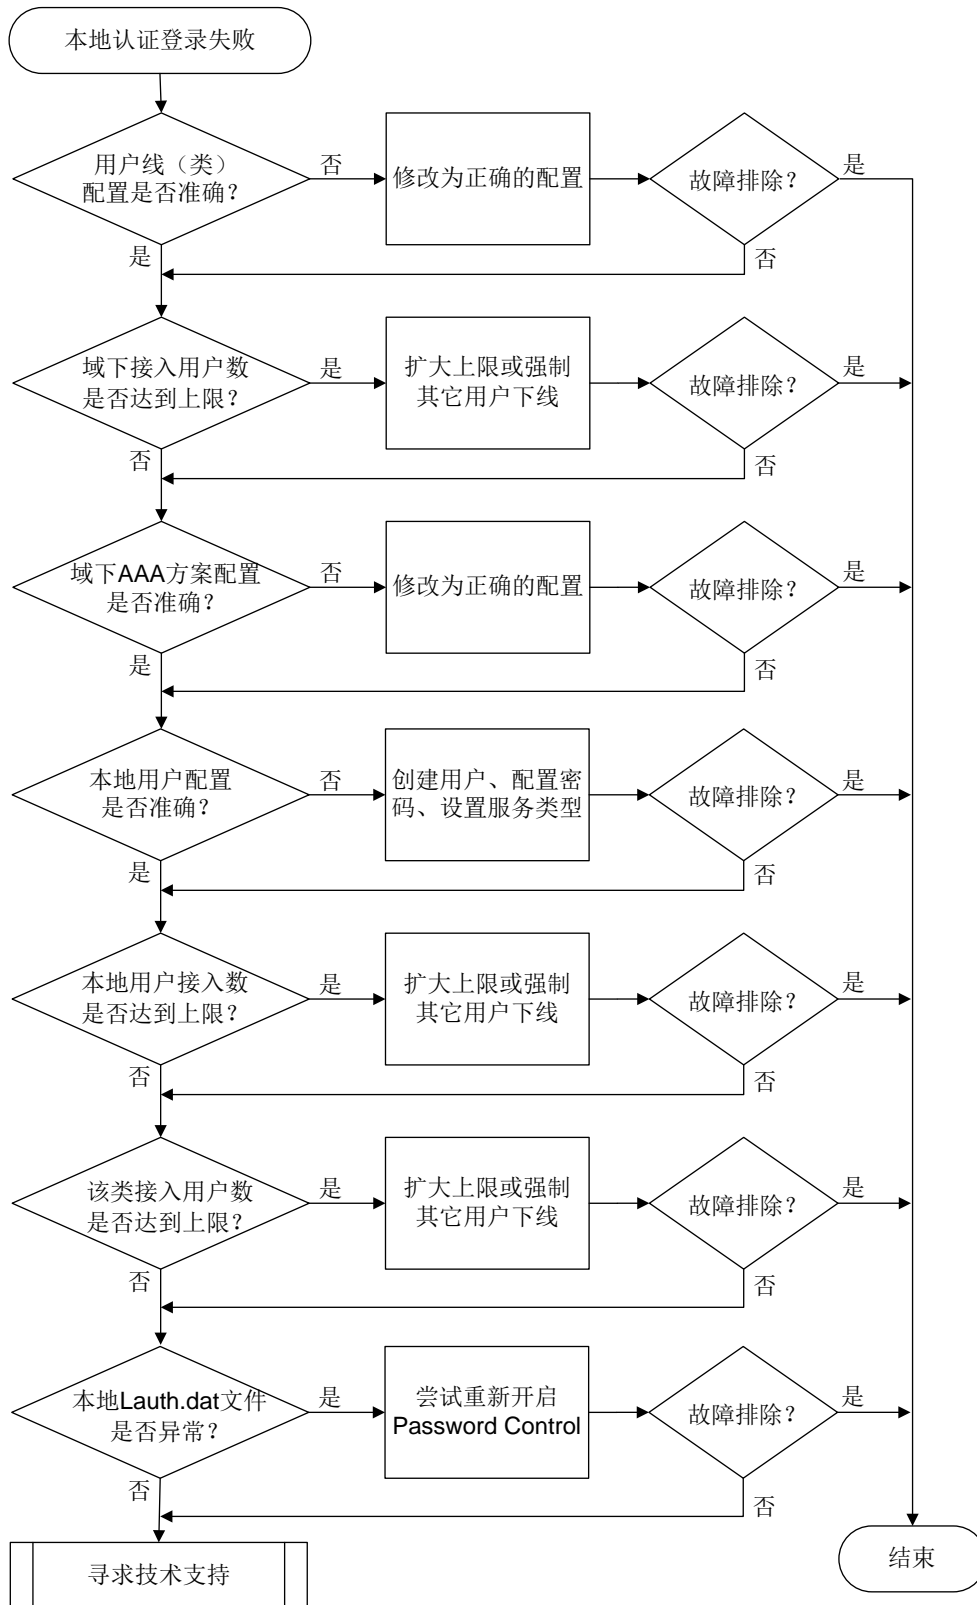 本地认证登录失败
用户线（类）
配置是否准确？
否
修改为正确的配置
故障排除？
是
是
否
域下接入用户数
是否达到上限？
是
扩大上限或强制
其它用户下线
故障排除？
是
否
否
域下AAA方案配置
是否准确？
否
修改为正确的配置
故障排除？
是
是
否
本地用户配置
是否准确？
否
创建用户、配置密
码、设置服务类型
故障排除？
是
是
否
本地用户接入数
是否达到上限？
是
扩大上限或强制
其它用户下线
故障排除？
是
否
否
该类接入用户数
是否达到上限？
是
扩大上限或强制
其它用户下线
故障排除？
是
否
否
本地Lauth.dat文件
是否异常？
是
尝试重新开启
Password Control
故障排除？
是
否
否
寻求技术支持
结束